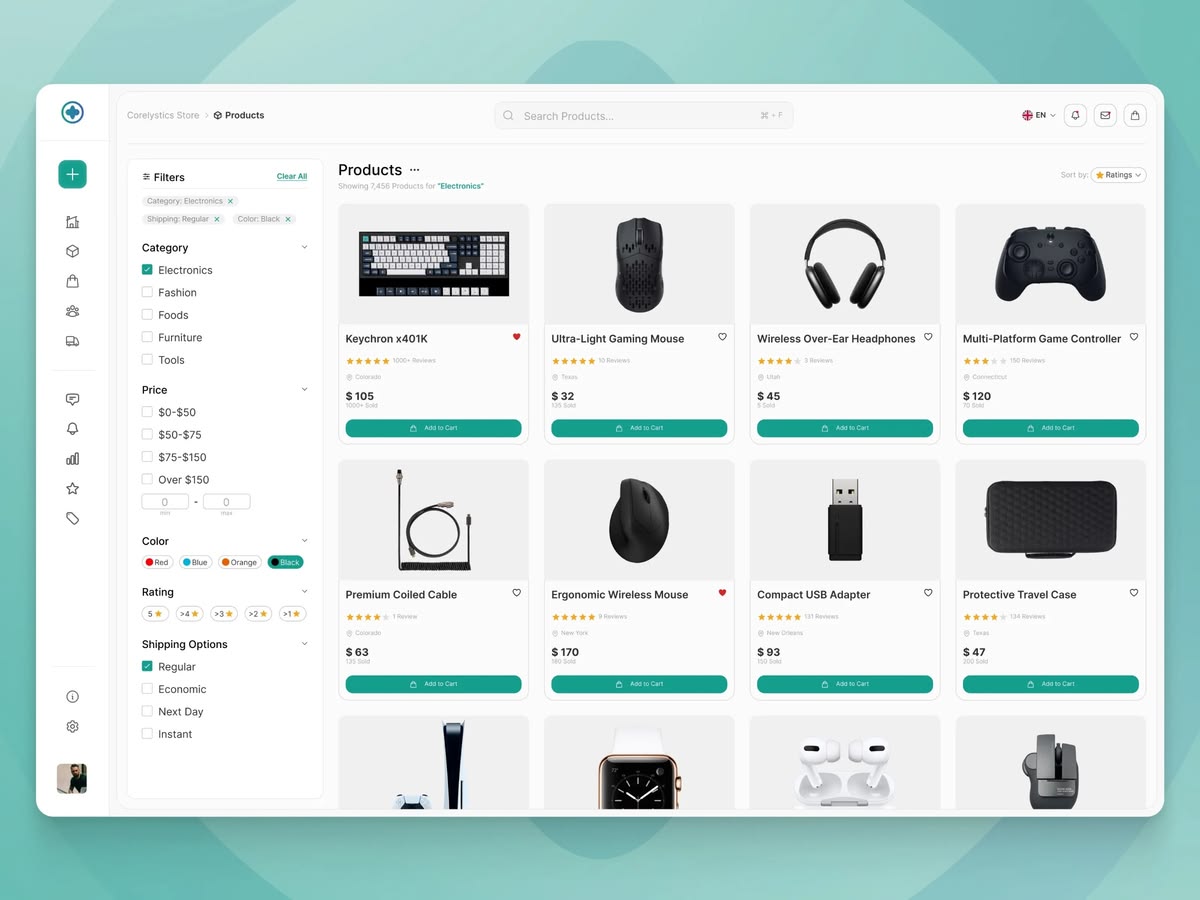 Corelystics Store > Products
Search Products...
⌘ + F
EN
Filters
Clear All
Category: Electronics ×
Shipping: Regular ×
Color: Black ×
Category
Electronics
Fashion
Foods
Furniture
Tools
Price
$0-$50
$50-$75
$75-$150
Over $150
0 - 0
min max
Color
Red
Blue
Orange
Black
Rating
5
>4
>3
>2
>1
Shipping Options
Regular
Economic
Next Day
Instant
Products ...
Showing 7,456 Products for "Electronics"
Sort by: Ratings
Keychron x401K
1000+ Reviews
Colorado
$ 105
1000+ Sold
Add to Cart
Ultra-Light Gaming Mouse
10 Reviews
Texas
$ 32
135 Sold
Add to Cart
Wireless Over-Ear Headphones
3 Reviews
Utah
$ 45
5 Sold
Add to Cart
Multi-Platform Game Controller
150 Reviews
Connecticut
$ 120
70 Sold
Add to Cart
Premium Coiled Cable
1 Review
Colorado
$ 63
135 Sold
Add to Cart
Ergonomic Wireless Mouse
9 Reviews
New York
$ 170
180 Sold
Add to Cart
Compact USB Adapter
131 Reviews
New Orleans
$ 93
150 Sold
Add to Cart
Protective Travel Case
134 Reviews
Texas
$ 47
200 Sold
Add to Cart